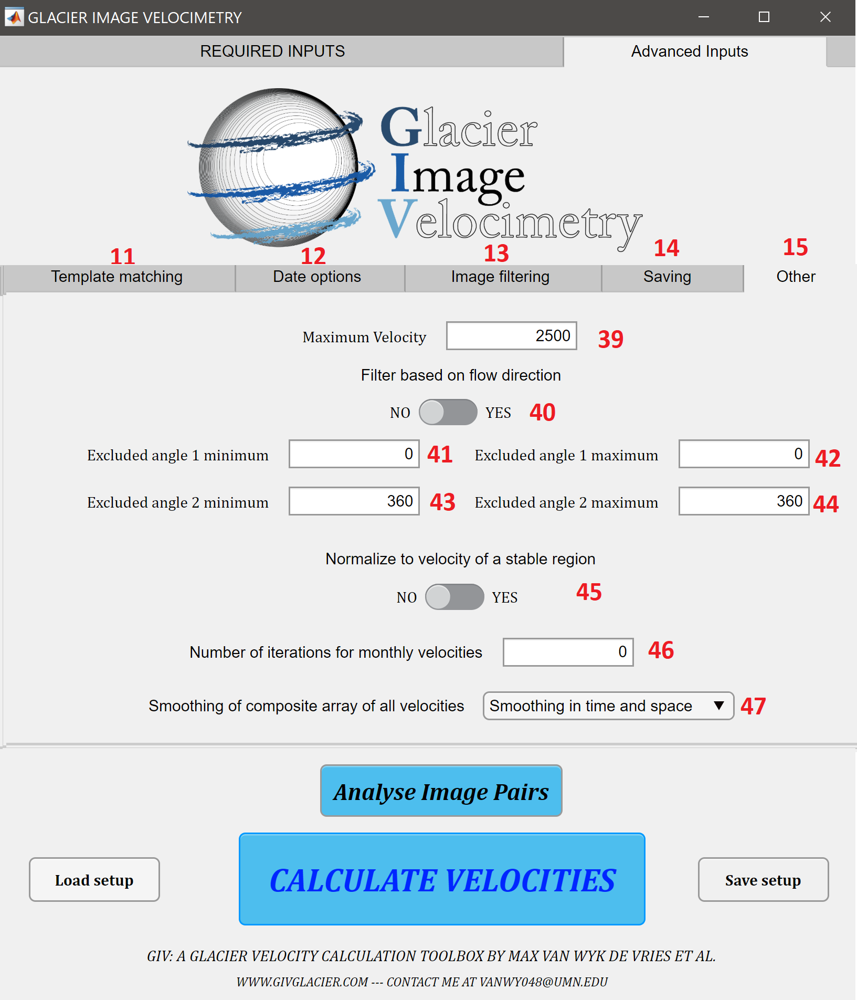 GLACIER IMAGE VELOCIMETRY
REQUIRED INPUTS Advanced Inputs
Glacier
Image
Velocimetry
11 12 13 14 15
Template matching Date options Image filtering Saving Other
Maximum Velocity 2500 39
Filter based on flow direction
NO YES 40
Excluded angle 1 minimum 0 41 Excluded angle 1 maximum 0 42
Excluded angle 2 minimum 360 43 Excluded angle 2 maximum 360 44
Normalize to velocity of a stable region
NO YES 45
Number of iterations for monthly velocities 0 46
Smoothing of composite array of all velocities Smoothing in time and space 47
Analyse Image Pairs
Load setup CALCULATE VELOCITIES Save setup
GIV: A GLACIER VELOCITY CALCULATION TOOLBOX BY MAX VAN WYK DE VRIES ET AL.
WWW.GIVGLACIER.COM --- CONTACT ME AT VANWY048@UMN.EDU